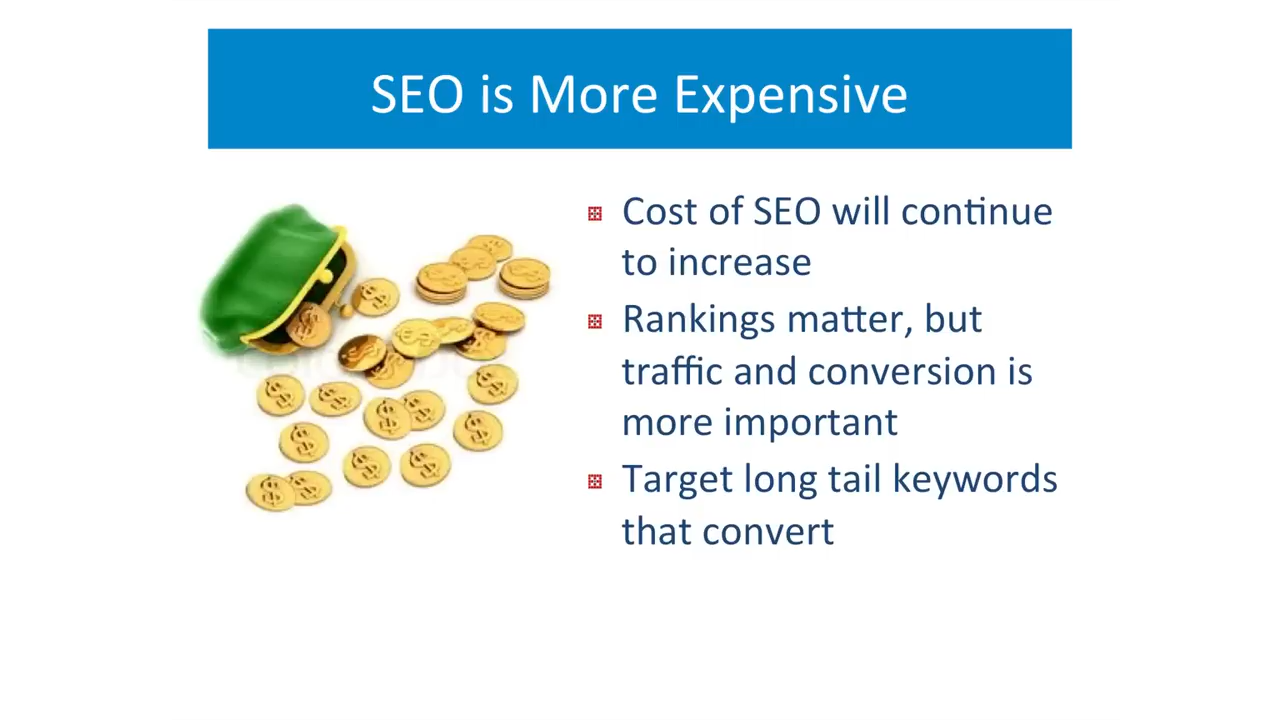 SEO is More Expensive
Cost of SEO will continue
to increase
Rankings matter, but
traffic and conversion is
more important
Target long tail keywords
that convert